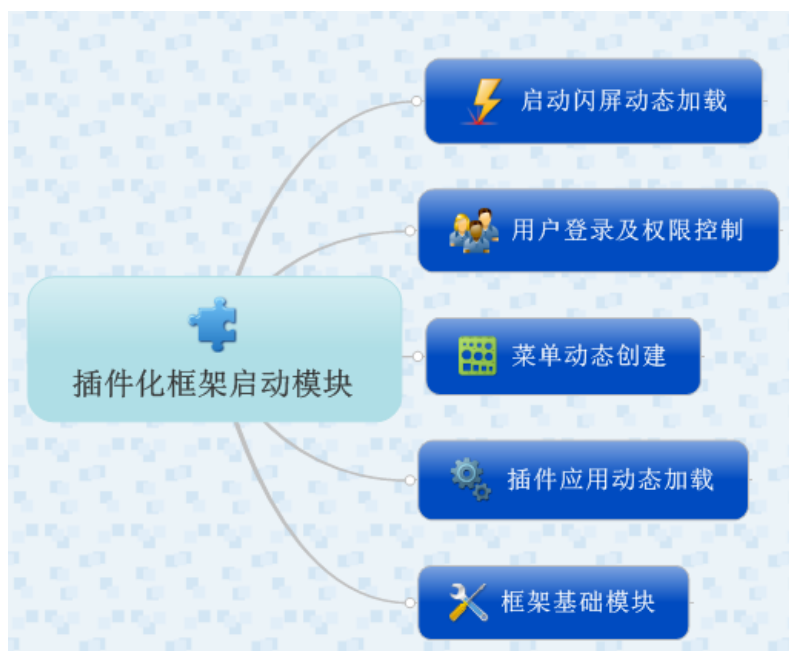 启动闪屏动态加载
用户登录及权限控制
插件化框架启动模块
菜单动态创建
插件应用动态加载
框架基础模块